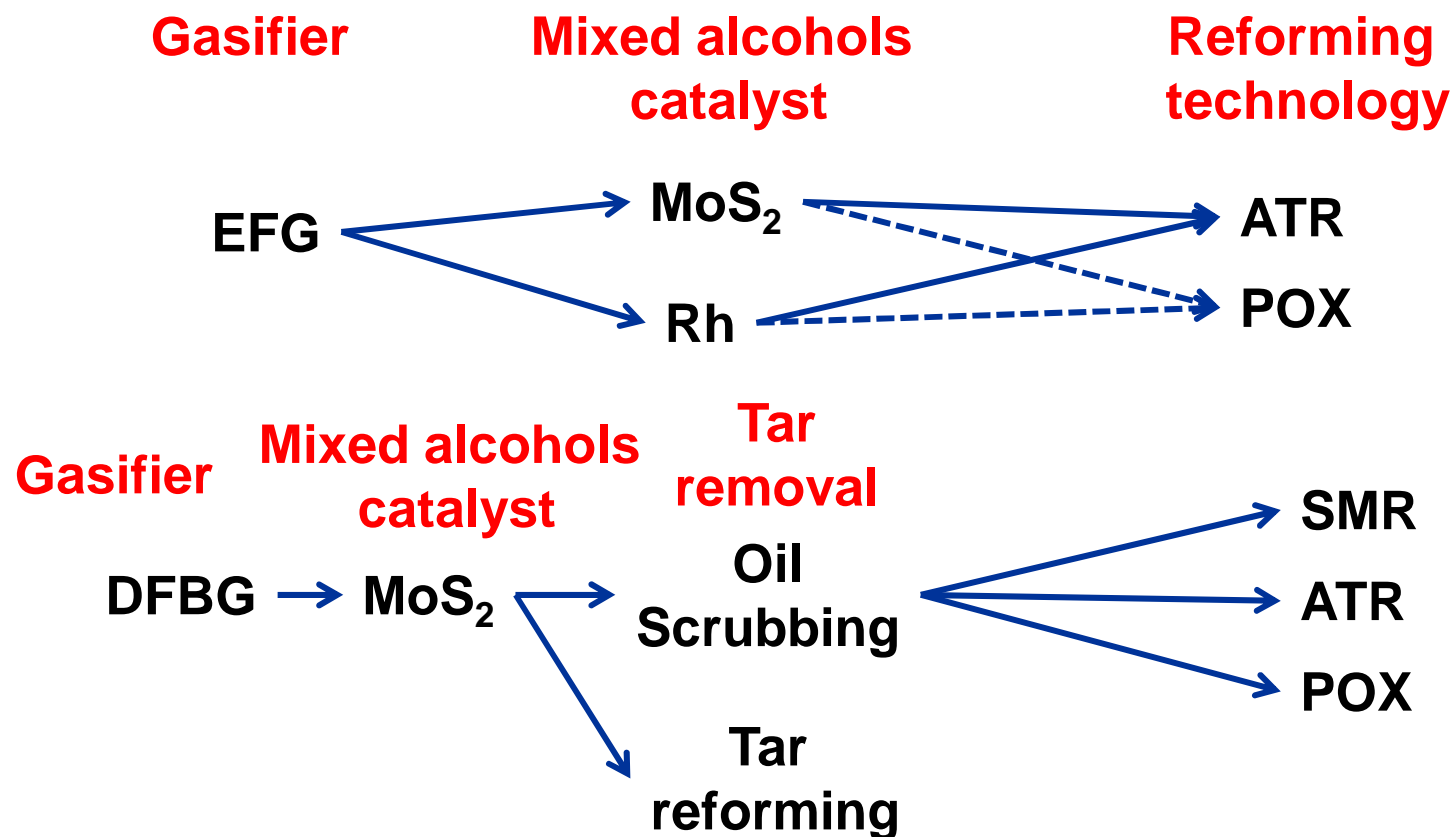 Gasifier
Mixed alcohols
catalyst
Reforming
technology
EFG
MoS₂
Rh
ATR
POX
Gasifier
Mixed alcohols
catalyst
Tar
removal
DFBG
MoS₂
Oil
Scrubbing
Tar
reforming
SMR
ATR
POX